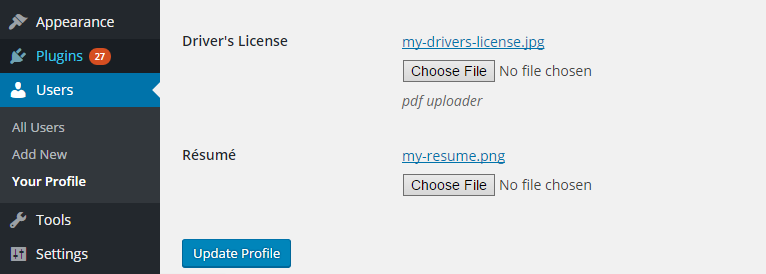 Appearance
Plugins 27
Users
All Users
Add New
Your Profile
Tools
Settings
Driver's License
my-drivers-license.jpg
Choose File No file chosen
pdf uploader
Résumé
my-resume.png
Choose File No file chosen
Update Profile